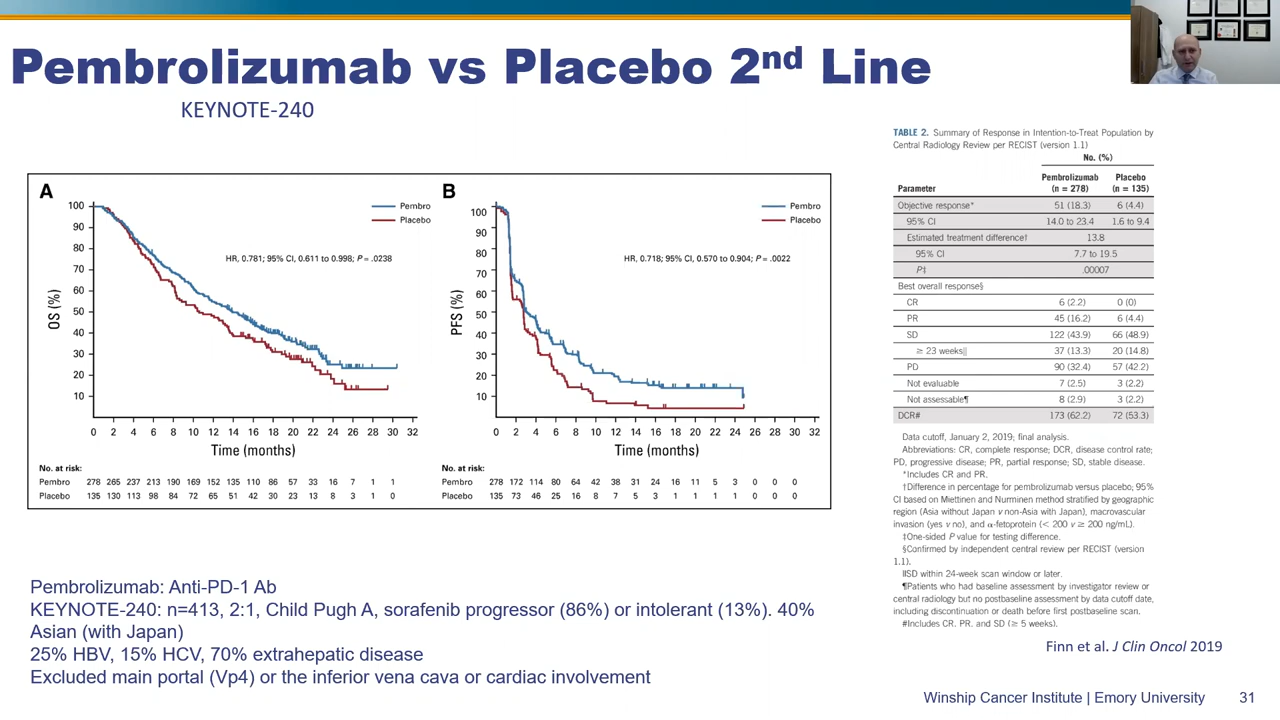 Pembrolizumab vs Placebo 2nd Line
KEYNOTE-240
A
100
90
80
70
60
50
40
30
20
10
OS (%)
Pembro
Placebo
HR, 0.781; 95% CI, 0.611 to 0.998; P = .0238
0 2 4 6 8 10 12 14 16 18 20 22 24 26 28 30 32
Time (months)
No. at risk:
Pembro 278 265 237 213 190 169 152 135 110 86 57 33 16 7 1 1
Placebo 135 130 113 98 84 72 65 51 42 30 23 13 8 3 1 0
B
100
90
80
70
60
50
40
30
20
10
PFS (%)
Pembro
Placebo
HR, 0.718; 95% CI, 0.570 to 0.904; P = .0022
0 2 4 6 8 10 12 14 16 18 20 22 24 26 28 30 32
Time (months)
No. at risk:
Pembro 278 172 114 80 64 42 38 31 24 16 11 5 3 0 0 0
Placebo 135 73 46 25 16 8 7 5 3 1 1 1 1 0 0 0
TABLE 2. Summary of Response in Intention-to-Treat Population by
Central Radiology Review per RECIST (version 1.1)
No. (%)
Pembrolizumab Placebo
Parameter (n = 278) (n = 135)
Objective response* 51 (18.3) 6 (4.4)
95% CI 14.0 to 23.4 1.6 to 9.4
Estimated treatment difference† 13.8
95% CI 7.7 to 19.5
P‡ .00007
Best overall response§
CR 6 (2.2) 0 (0)
PR 45 (16.2) 6 (4.4)
SD 122 (43.9) 66 (48.9)
≥ 23 weeks‖ 37 (13.3) 20 (14.8)
PD 90 (32.4) 57 (42.2)
Not evaluable 7 (2.5) 3 (2.2)
Not assessable¶ 8 (2.9) 3 (2.2)
DCR# 173 (62.2) 72 (53.3)
Data cutoff, January 2, 2019; final analysis.
Abbreviations: CR, complete response; DCR, disease control rate;
PD, progressive disease; PR, partial response; SD, stable disease.
*Includes CR and PR.
†Difference in percentage for pembrolizumab versus placebo; 95%
CI based on Miettinen and Nurminen method stratified by geographic
region (Asia without Japan v non-Asia with Japan), macrovascular
invasion (yes v no), and α-fetoprotein (< 200 v ≥ 200 ng/mL).
‡One-sided P value for testing difference.
§Confirmed by independent central review per RECIST (version
1.1).
‖SD within 24-week scan window or later.
¶Patients who had baseline assessment by investigator review or
central radiology but no postbaseline assessment by data cutoff date,
including discontinuation or death before first postbaseline scan.
#Includes CR, PR, and SD (≥ 5 weeks).
Pembrolizumab: Anti-PD-1 Ab
KEYNOTE-240: n=413, 2:1, Child Pugh A, sorafenib progressor (86%) or intolerant (13%). 40%
Asian (with Japan)
25% HBV, 15% HCV, 70% extrahepatic disease
Excluded main portal (Vp4) or the inferior vena cava or cardiac involvement
Finn et al. J Clin Oncol 2019
Winship Cancer Institute | Emory University 31